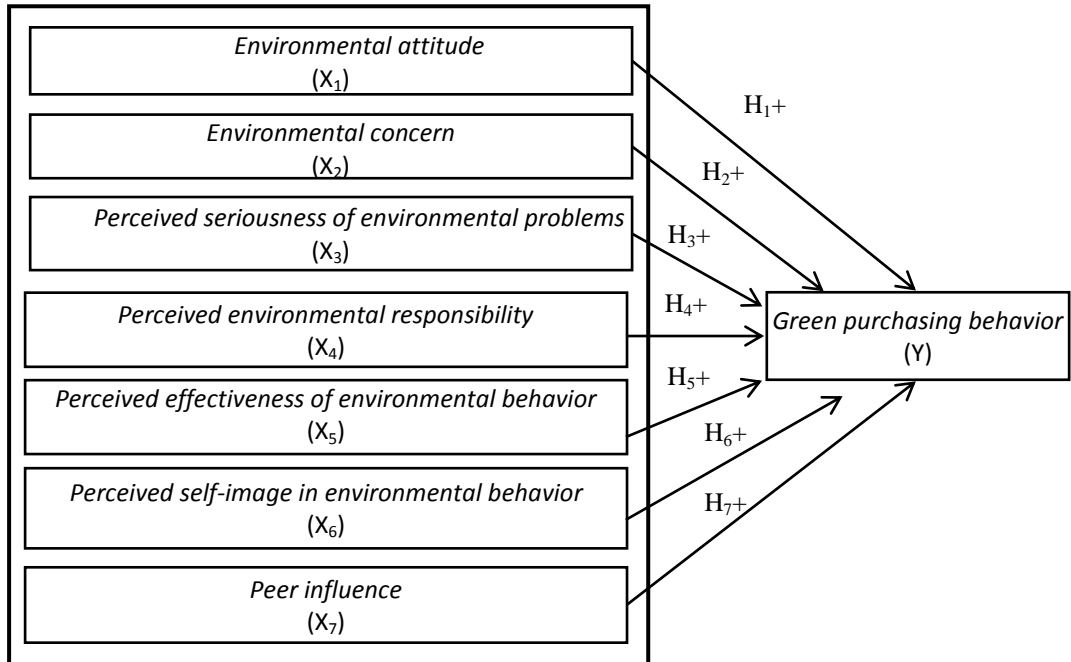 Environmental attitude
(X₁)
Environmental concern
(X₂)
Perceived seriousness of environmental problems
(X₃)
Perceived environmental responsibility
(X₄)
Perceived effectiveness of environmental behavior
(X₅)
Perceived self-image in environmental behavior
(X₆)
Peer influence
(X₇)
H₁+
H₂+
H₃+
H₄+
H₅+
H₆+
H₇+
Green purchasing behavior
(Y)